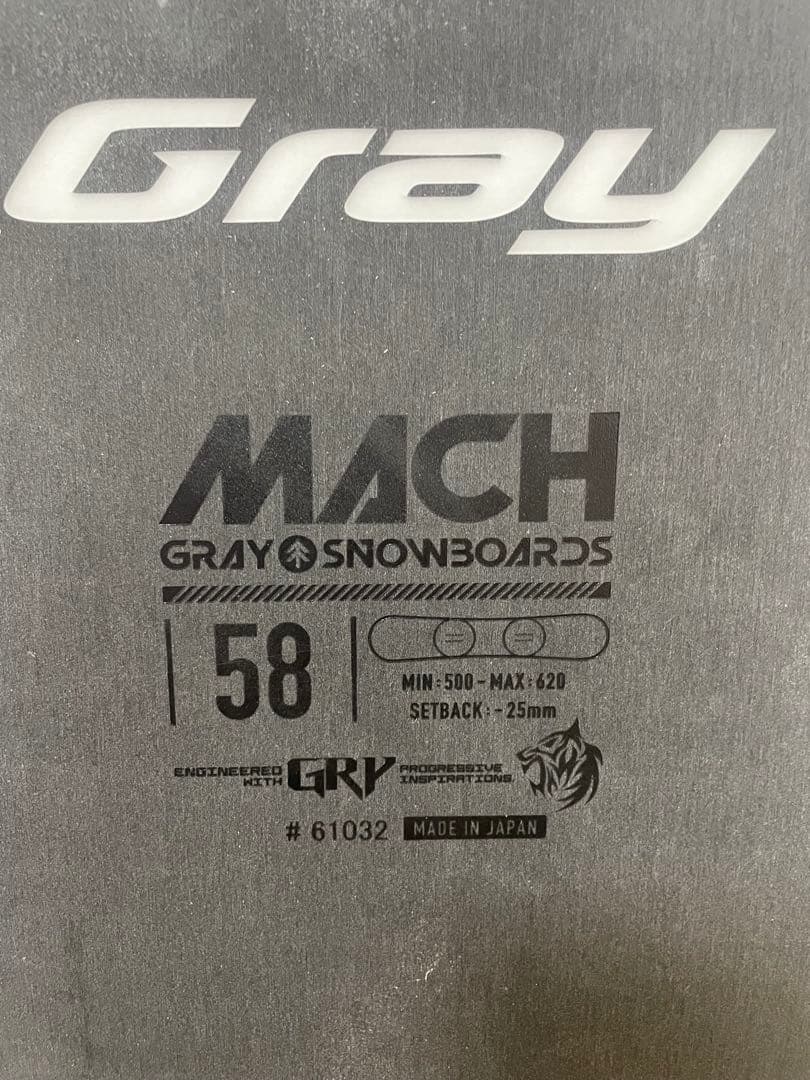 Gray
MACH
GRAY SNOWBOARDS
58
MIN:500-MAX:620
SETBACK:-25mm
ENGINEERED WITH GRY PROGRESSIVE INSPIRATIONS
# 61032 MADE IN JAPAN